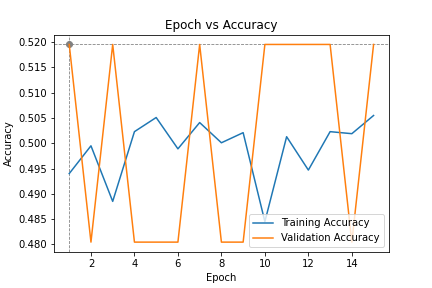 Epoch vs Accuracy
0.520
0.515
0.510
0.505
0.500
0.495
0.490
0.485
0.480
Accuracy
2 4 6 8 10 12 14
Epoch
Training Accuracy
Validation Accuracy